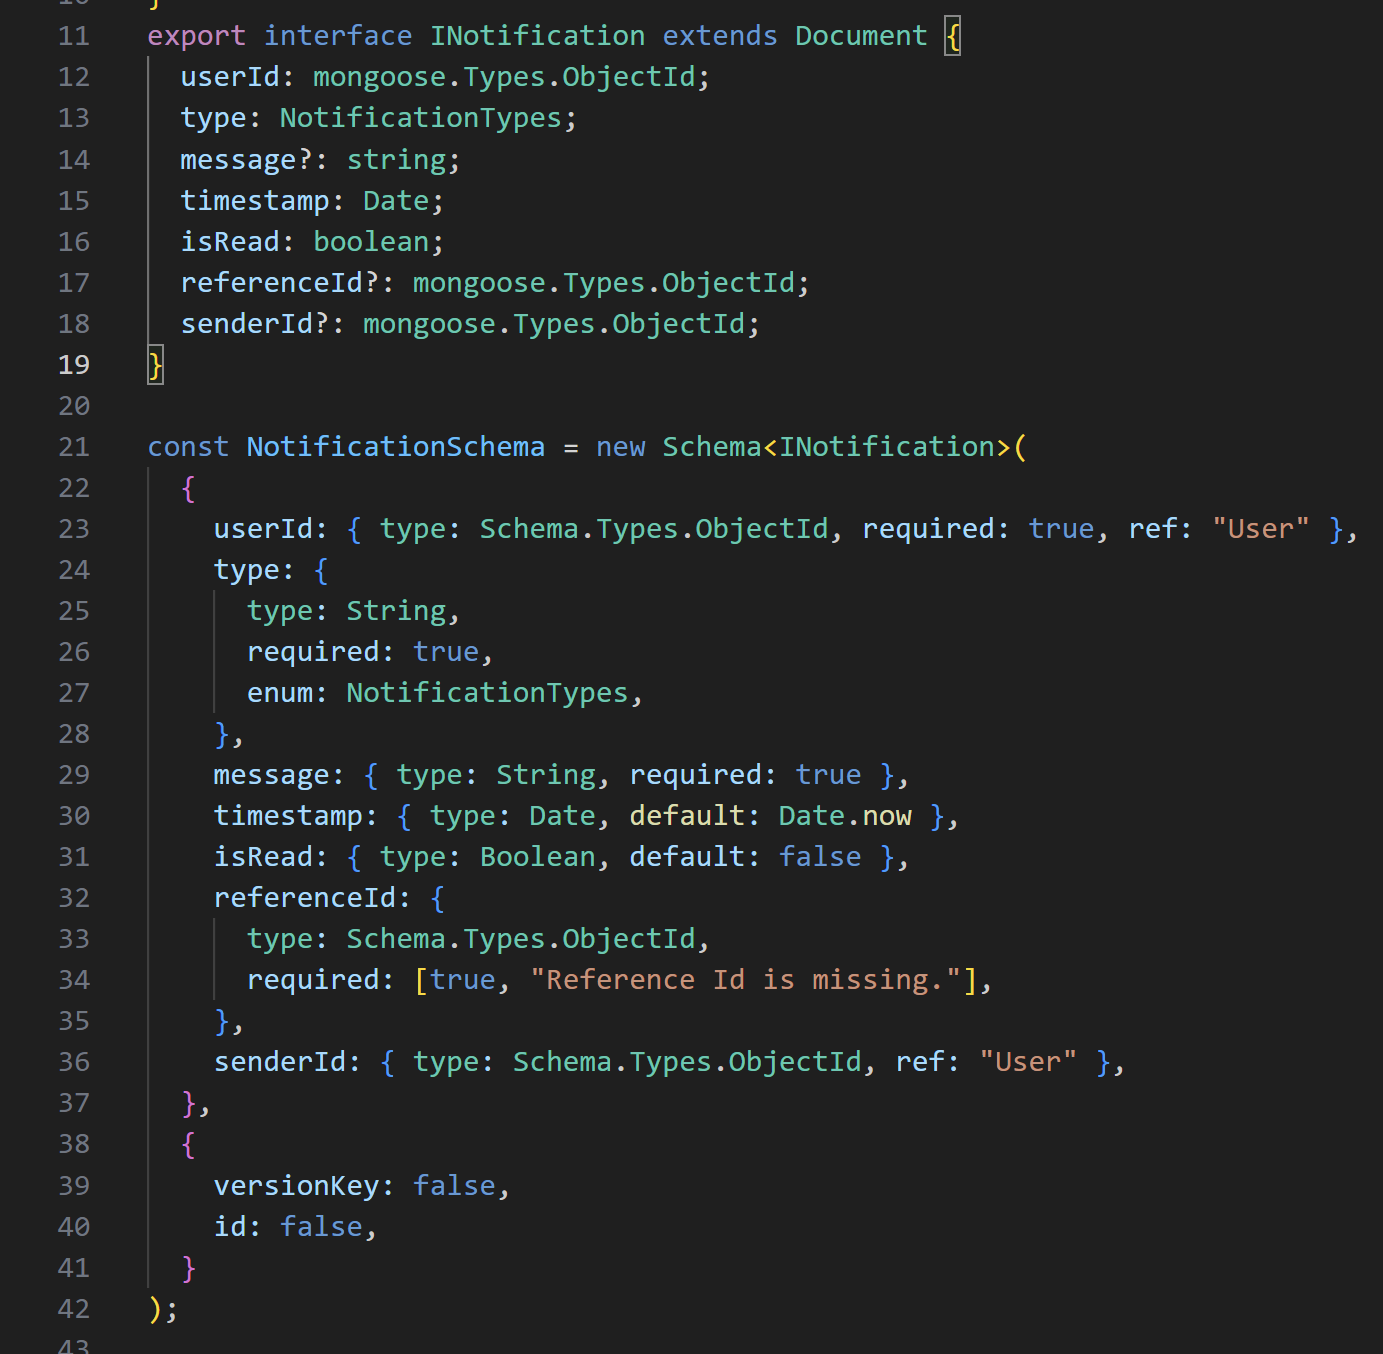 11 export interface INotification extends Document {
12 userId: mongoose.Types.ObjectId;
13 type: NotificationTypes;
14 message?: string;
15 timestamp: Date;
16 isRead: boolean;
17 referenceId?: mongoose.Types.ObjectId;
18 senderId?: mongoose.Types.ObjectId;
19 }
20
21 const NotificationSchema = new Schema<INotification>(
22 {
23 userId: { type: Schema.Types.ObjectId, required: true, ref: "User" },
24 type: {
25 type: String,
26 required: true,
27 enum: NotificationTypes,
28 },
29 message: { type: String, required: true },
30 timestamp: { type: Date, default: Date.now },
31 isRead: { type: Boolean, default: false },
32 referenceId: {
33 type: Schema.Types.ObjectId,
34 required: [true, "Reference Id is missing."],
35 },
36 senderId: { type: Schema.Types.ObjectId, ref: "User" },
37 },
38 {
39 versionKey: false,
40 id: false,
41 }
42 );
43